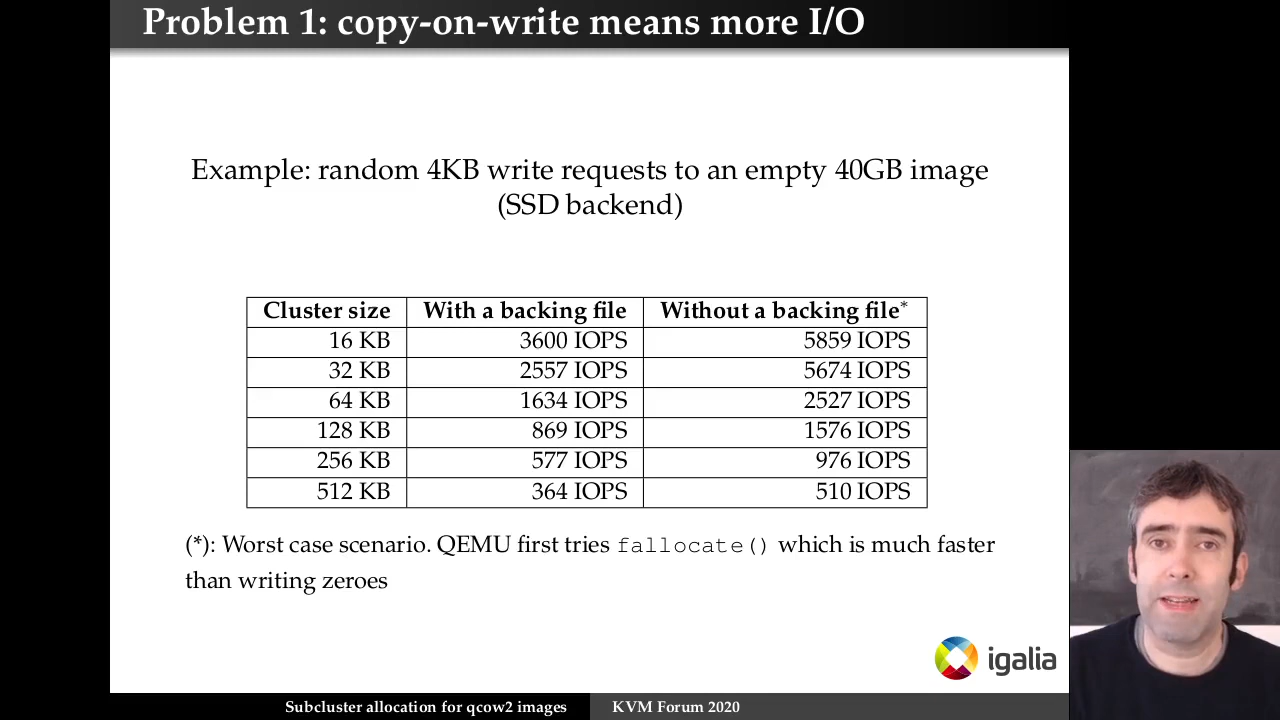 Problem 1: copy-on-write means more I/O
Example: random 4KB write requests to an empty 40GB image
(SSD backend)
Cluster size With a backing file Without a backing file*
16 KB 3600 IOPS 5859 IOPS
32 KB 2557 IOPS 5674 IOPS
64 KB 1634 IOPS 2527 IOPS
128 KB 869 IOPS 1576 IOPS
256 KB 577 IOPS 976 IOPS
512 KB 364 IOPS 510 IOPS
(*): Worst case scenario. QEMU first tries fallocate() which is much faster
than writing zeroes
igalia
Subcluster allocation for qcow2 images KVM Forum 2020